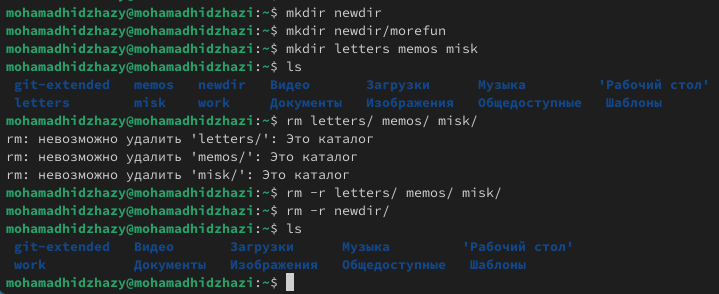 mohamadhidzhazy@mohamadhidzhazi:~$ mkdir newdir
mohamadhidzhazy@mohamadhidzhazi:~$ mkdir newdir/morefun
mohamadhidzhazy@mohamadhidzhazi:~$ mkdir letters memos misk
mohamadhidzhazy@mohamadhidzhazi:~$ ls
git-extended memos newdir Видео Загрузки Музыка 'Рабочий стол'
letters misk work Документы Изображения Общедоступные Шаблоны
mohamadhidzhazy@mohamadhidzhazi:~$ rm letters/ memos/ misk/
rm: невозможно удалить 'letters/': Это каталог
rm: невозможно удалить 'memos/': Это каталог
rm: невозможно удалить 'misk/': Это каталог
mohamadhidzhazy@mohamadhidzhazi:~$ rm -r letters/ memos/ misk/
mohamadhidzhazy@mohamadhidzhazi:~$ rm -r newdir/
mohamadhidzhazy@mohamadhidzhazi:~$ ls
git-extended Видео Загрузки Музыка 'Рабочий стол'
work Документы Изображения Общедоступные Шаблоны
mohamadhidzhazy@mohamadhidzhazi:~$